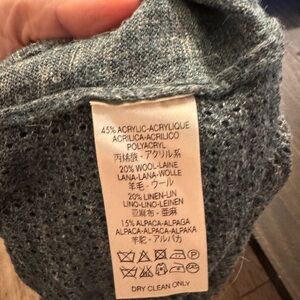 45% ACRYLIC-ACRYLIQUE
ACRILICA-ACRILICO
POLYACRYL
丙烯酸 - アクリル系
20% WOOL-LAINE
LANA-LANA-WOLLE
羊毛 - ウール
20% LINEN-LIN
LINO-LINO-LEINEN
亚麻布 - 亜麻
15% ALPACA-ALPAGA
ALPACA-ALPAKA-ALPACA
羊驼 - アルパカ
DRY CLEAN ONLY